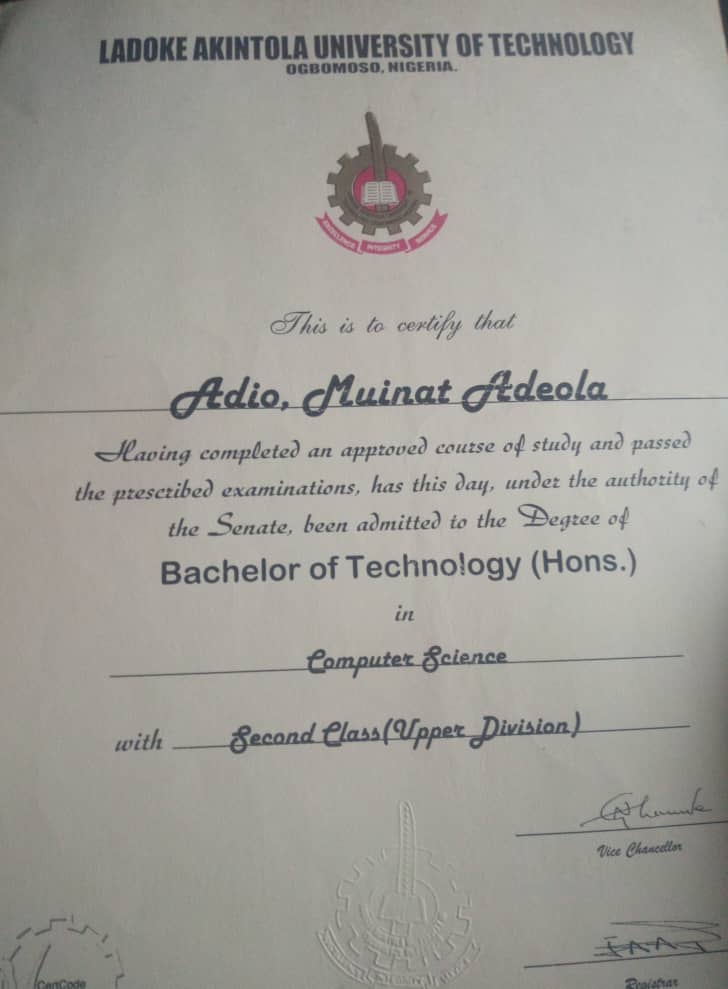 LADOKE AKINTOLA UNIVERSITY OF TECHNOLOGY
OGBOMOSO, NIGERIA.
EXCELLENCE INTEGRITY SERVICE
This is to certify that
Adio, Muinat Adeola
Having completed an approved course of study and passed
the prescribed examinations, has this day, under the authority of
the Senate, been admitted to the Degree of
Bachelor of Technology (Hons.)
in
Computer Science
with Second Class(Upper Division)
Vice Chancellor
CertCode
Registrar